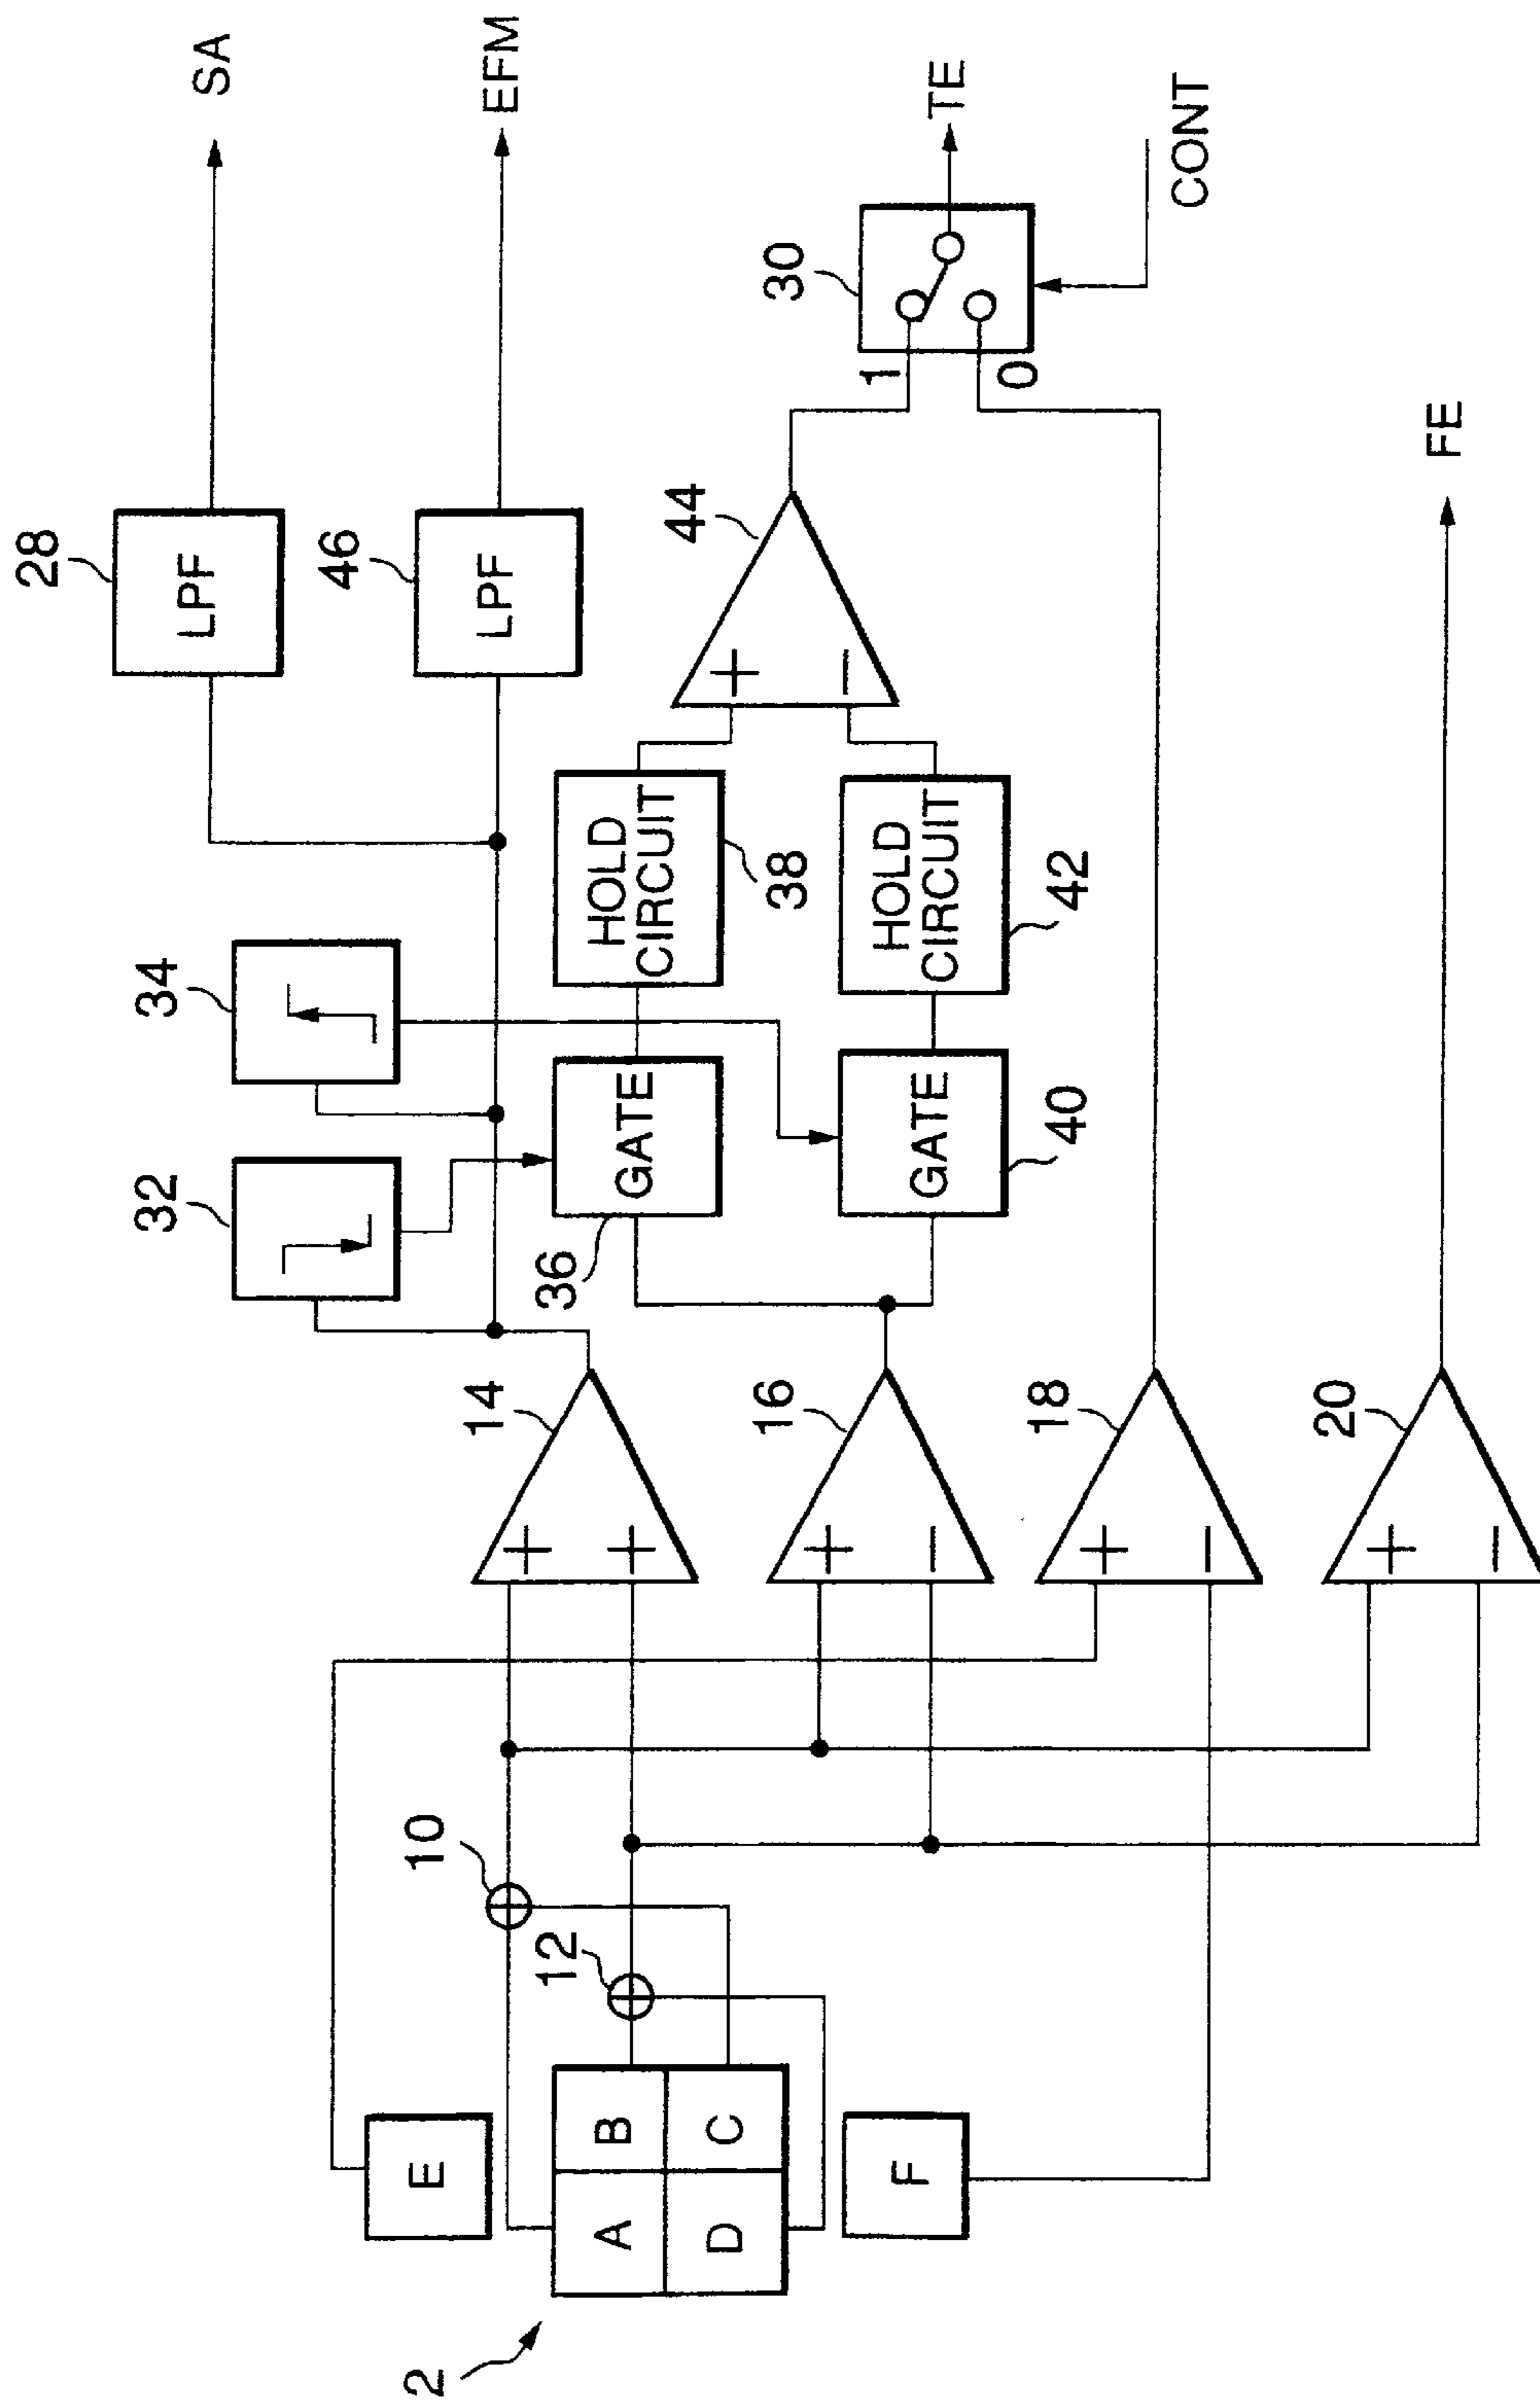 SA
28
LPF
EFM
46
LPF
34
32
TE
30
1
0
CONT
44
+
−
HOLD
CIRCUIT
38
HOLD
CIRCUIT
42
GATE
36
GATE
40
14
+
+
16
+
−
18
+
−
FE
20
+
−
10
12
E
A
B
D
C
F
2